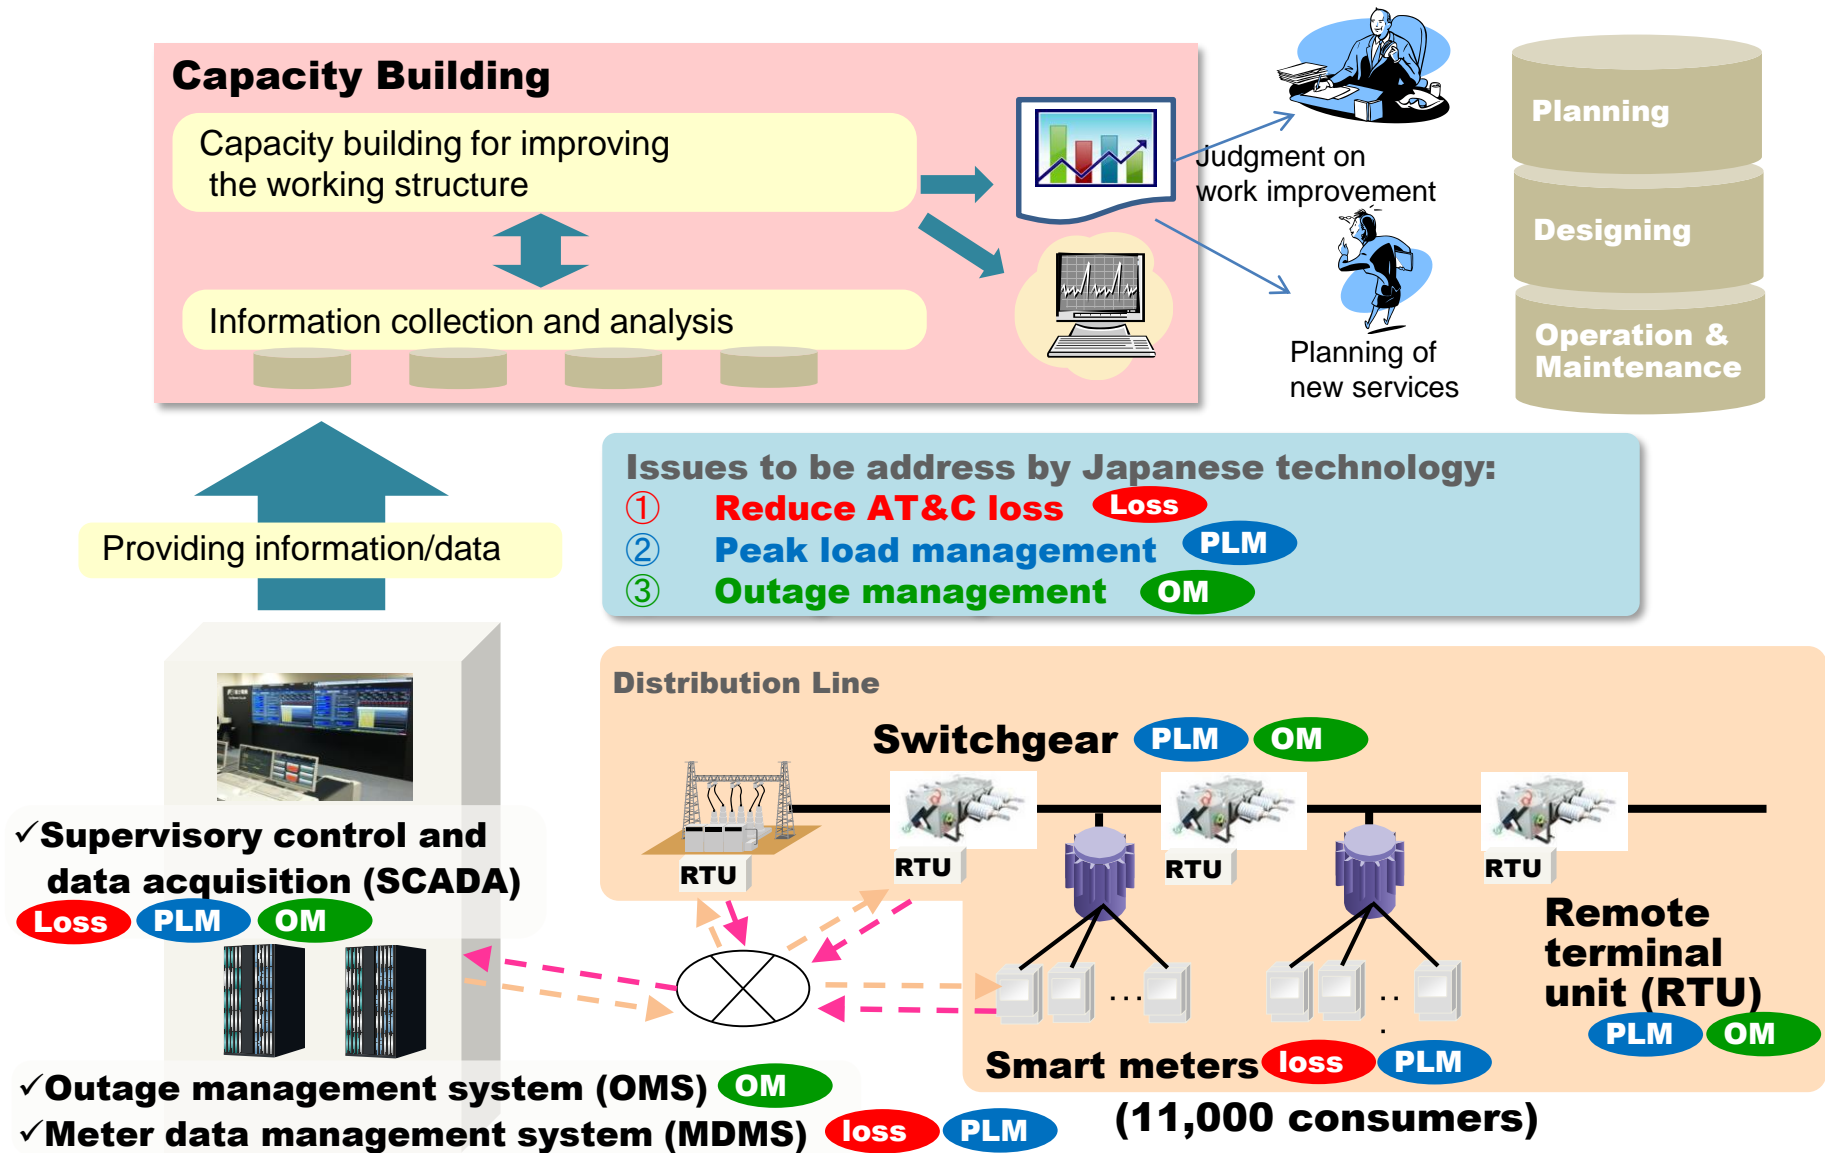 Capacity Building
Capacity building for improving
the working structure
Information collection and analysis
Judgment on
work improvement
Planning of
new services
Planning
Designing
Operation &
Maintenance
Providing information/data
Issues to be address by Japanese technology:
① Reduce AT&C loss Loss
② Peak load management PLM
③ Outage management OM
Distribution Line
Switchgear PLM OM
RTU
RTU
RTU
RTU
✓Supervisory control and
data acquisition (SCADA)
Loss PLM OM
Remote
terminal
unit (RTU)
PLM OM
...
...
Smart meters loss PLM
(11,000 consumers)
✓Outage management system (OMS) OM
✓Meter data management system (MDMS) loss PLM